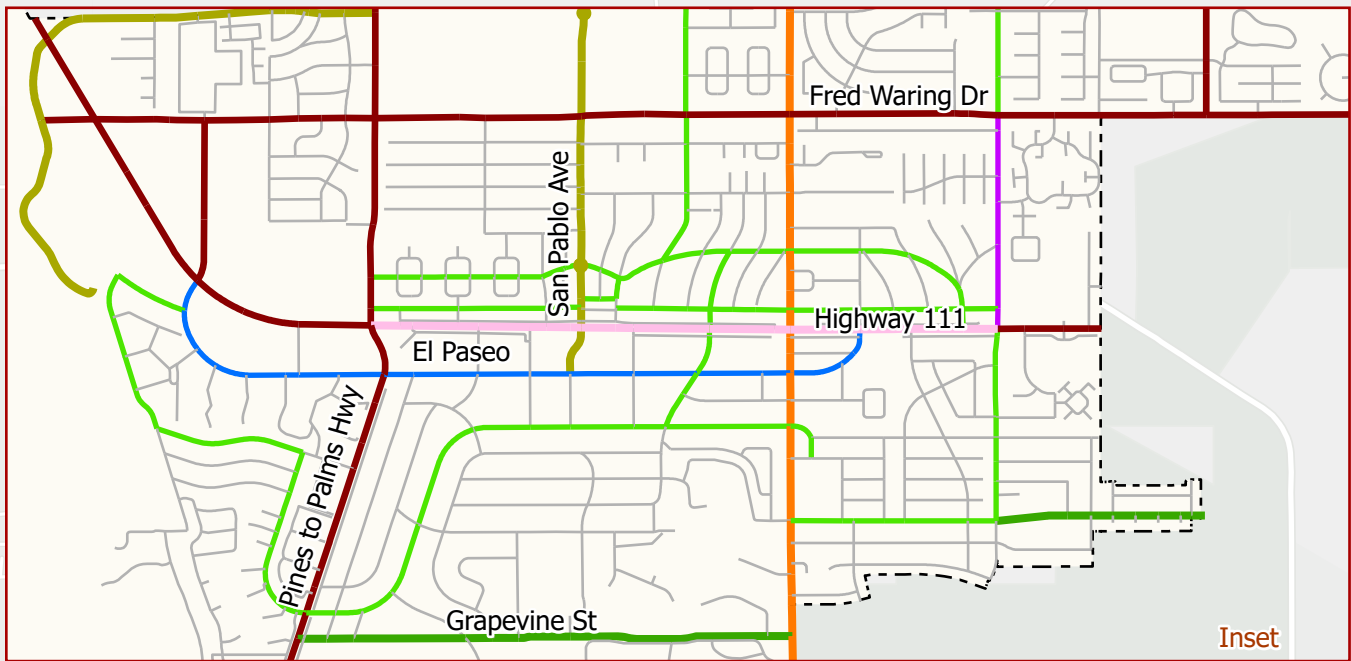 Fred Waring Dr
San Pablo Ave
Highway 111
El Paseo
Pines to Palms Hwy
Grapevine St
Inset